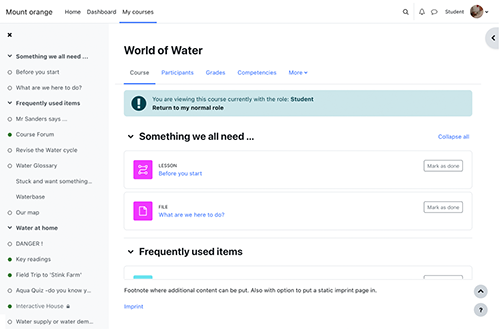 Mount orange
Home Dashboard My courses
Student
Something we all need ...
Before you start
What are we here to do?
Frequently used items
Mr Sanders says ...
Course Forum
Revise the Water cycle
Water Glossary
Stuck and want something...
Waterbase
Our map
Water at home
DANGER !
Key readings
Field Trip to 'Stink Farm'
Aqua Quiz -do you know y...
Interactive House
Water supply or water dem...
World of Water
Course Participants Grades Competencies More
You are viewing this course currently with the role: Student
Return to my normal role
Something we all need ...
Collapse all
LESSON
Before you start
Mark as done
FILE
What are we here to do?
Mark as done
Frequently used items
Footnote where additional content can be put. Also with option to put a static imprint page in.
Imprint